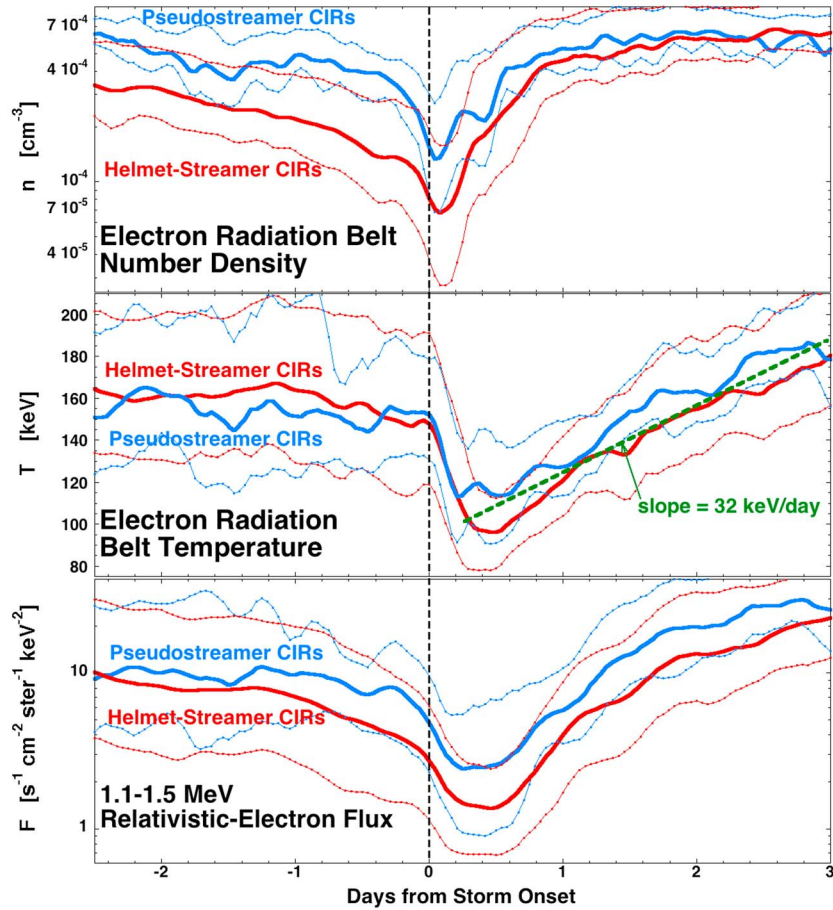 7 10⁻⁴
4 10⁻⁴
10⁻⁴
7 10⁻⁵
4 10⁻⁵
n [cm⁻³]
Pseudostreamer CIRs
Helmet-Streamer CIRs
Electron Radiation Belt
Number Density
200
180
160
140
120
100
80
T [keV]
Helmet-Streamer CIRs
Pseudostreamer CIRs
slope = 32 keV/day
Electron Radiation
Belt Temperature
10
1
F [s⁻¹ cm⁻² ster⁻¹ keV⁻²]
Pseudostreamer CIRs
Helmet-Streamer CIRs
1.1-1.5 MeV
Relativistic-Electron Flux
-2 -1 0 1 2 3
Days from Storm Onset